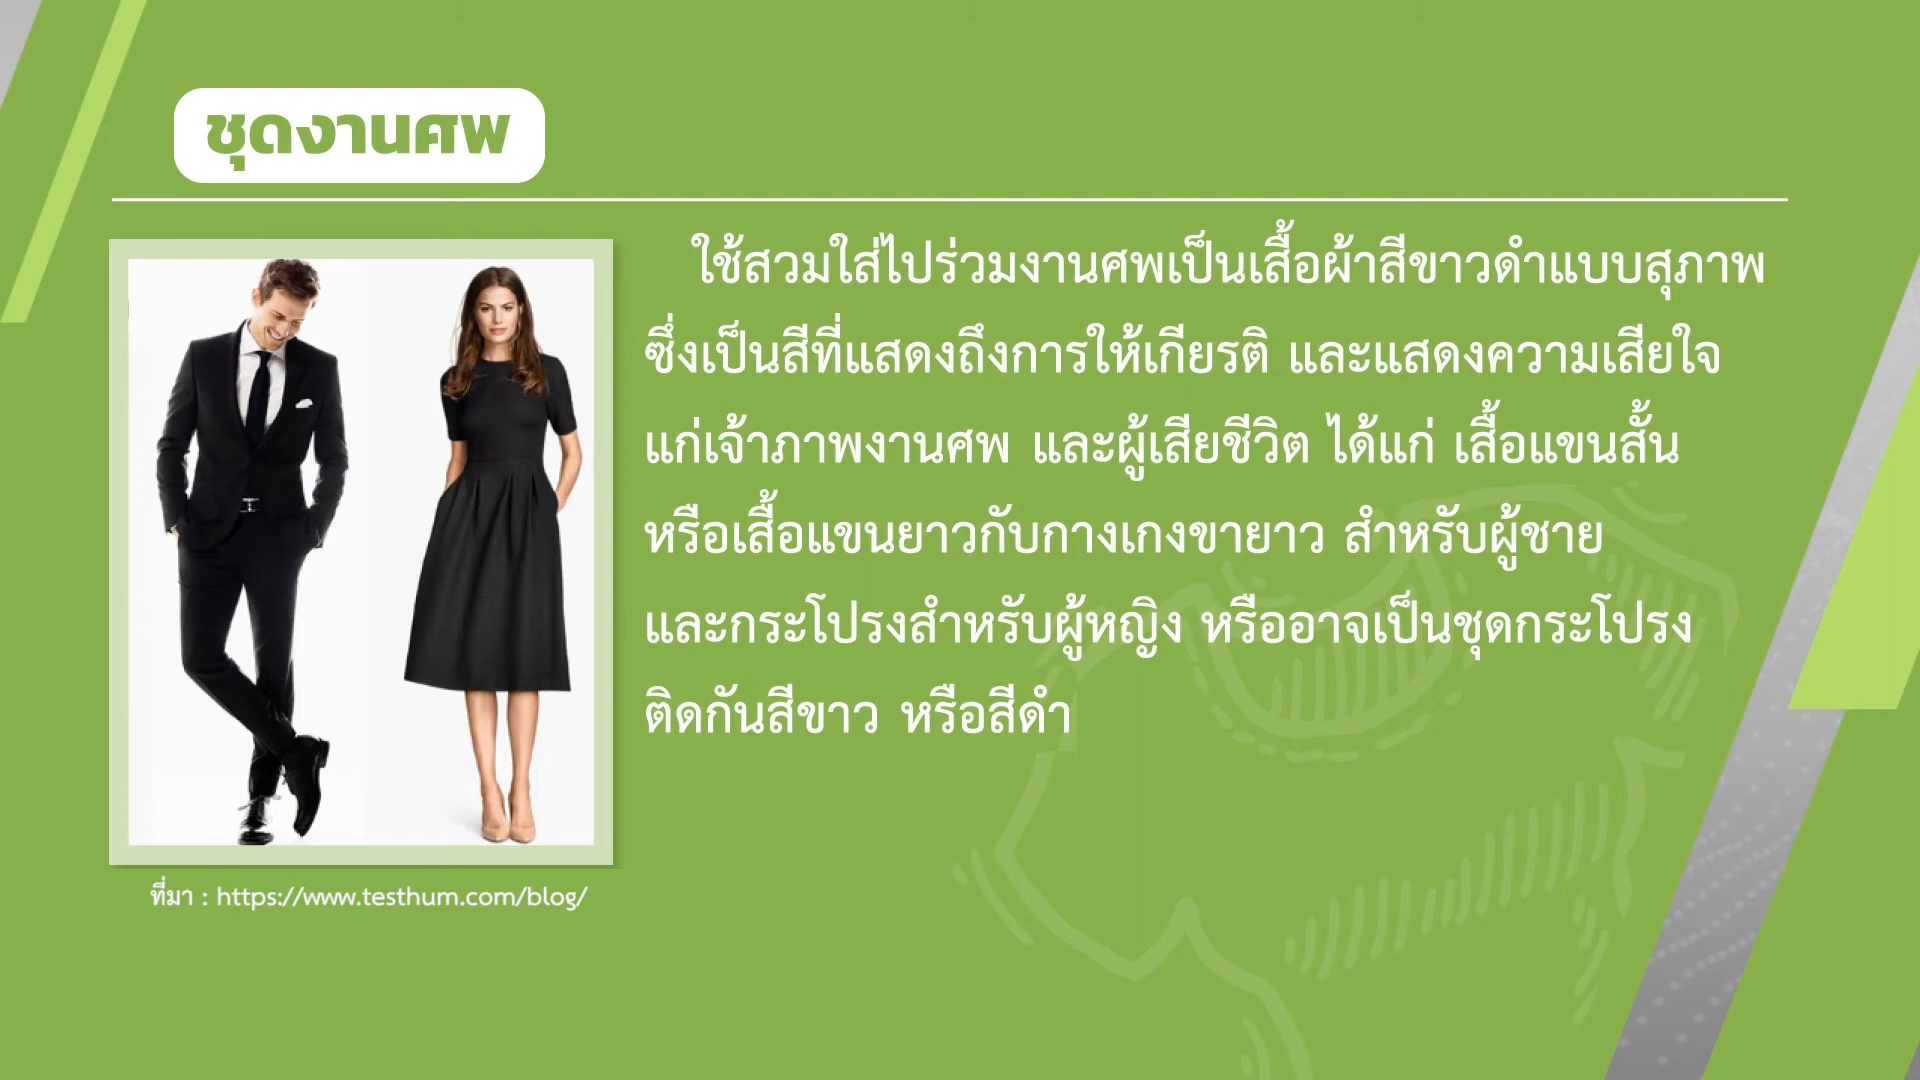 ชุดงานศพ
ใช้สวมใส่ไปร่วมงานศพเป็นเสื้อผ้าสีขาวดำแบบสุภาพ
ซึ่งเป็นสีที่แสดงถึงการให้เกียรติ และแสดงความเสียใจ
แก่เจ้าภาพงานศพ และผู้เสียชีวิต ได้แก่ เสื้อแขนสั้น
หรือเสื้อแขนยาวกับกางเกงขายาว สำหรับผู้ชาย
และกระโปรงสำหรับผู้หญิง หรืออาจเป็นชุดกระโปรง
ติดกันสีขาว หรือสีดำ
ที่มา : https://www.testhum.com/blog/